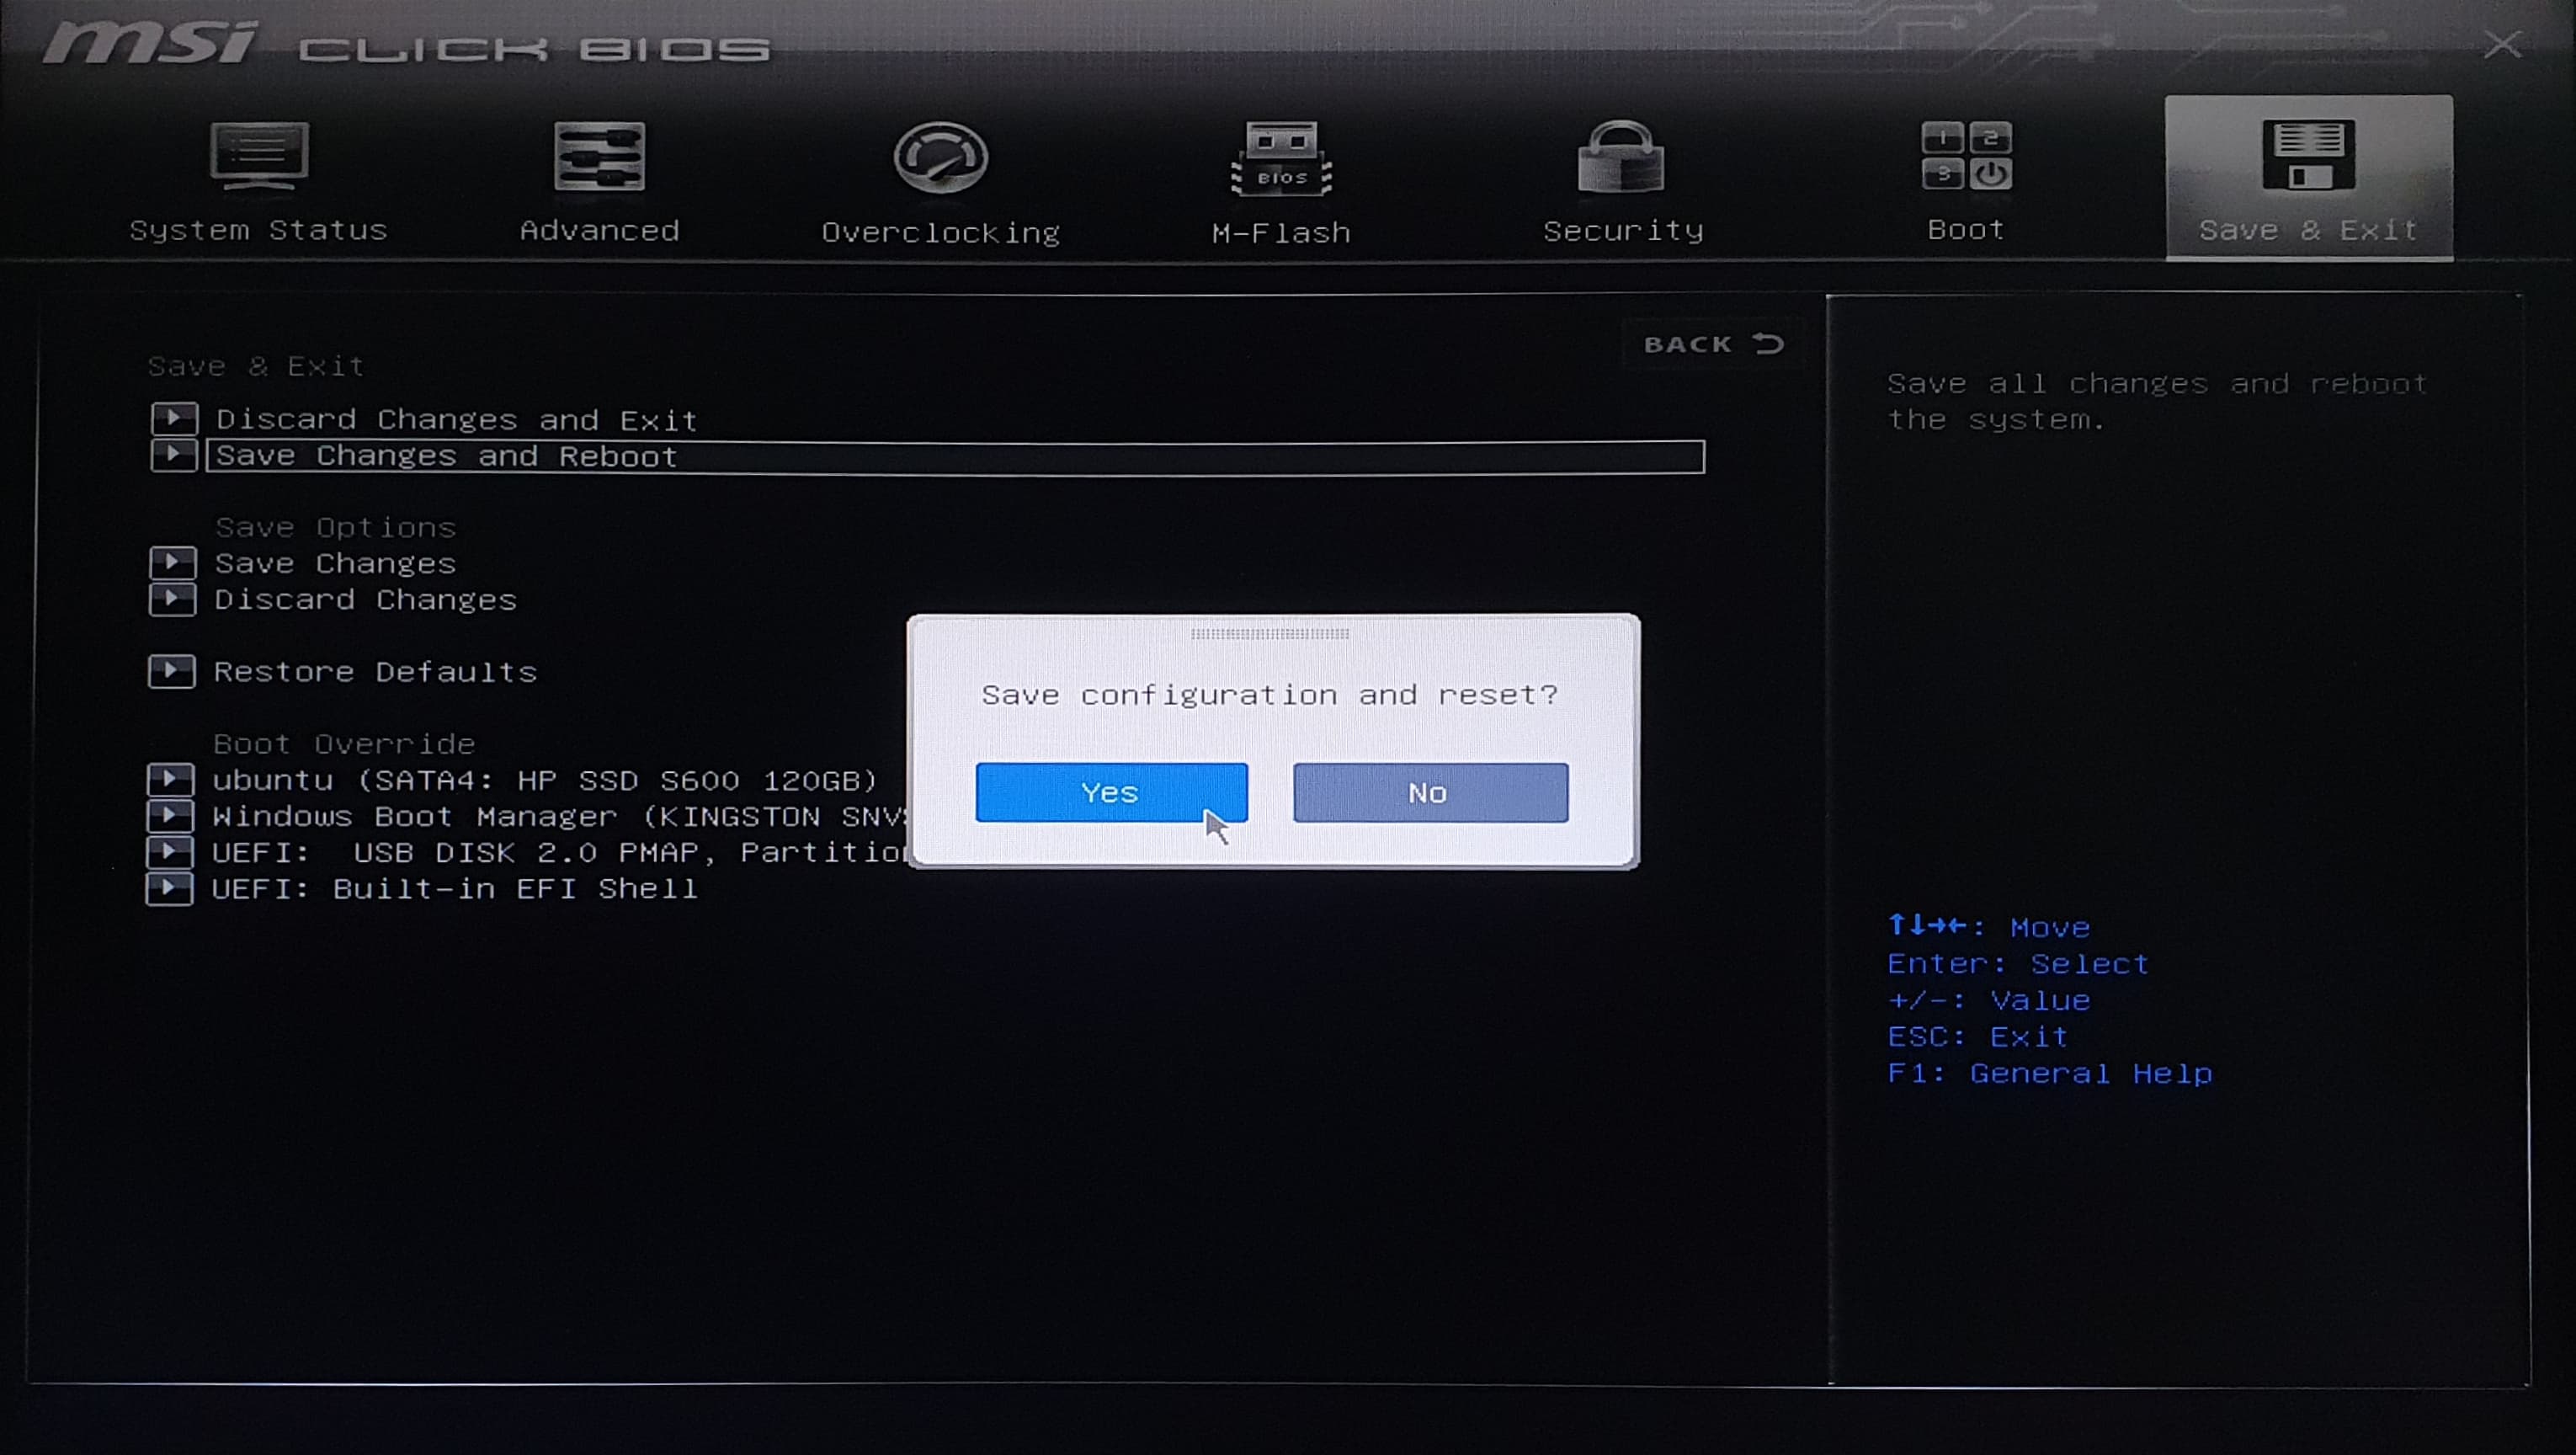 msi CLICK BIOS
System Status
Advanced
Overclocking
BIOS
M-Flash
Security
1 2
3
Boot
Save & Exit
BACK
Save & Exit
Discard Changes and Exit
Save Changes and Reboot
Save Options
Save Changes
Discard Changes
Restore Defaults
Boot Override
ubuntu (SATA4: HP SSD S600 120GB)
Windows Boot Manager (KINGSTON SNV
UEFI:  USB DISK 2.0 PMAP, Partitio
UEFI: Built-in EFI Shell
Save configuration and reset?
Yes
No
Save all changes and reboot
the system.
↑↓→←: Move
Enter: Select
+/-: Value
ESC: Exit
F1: General Help